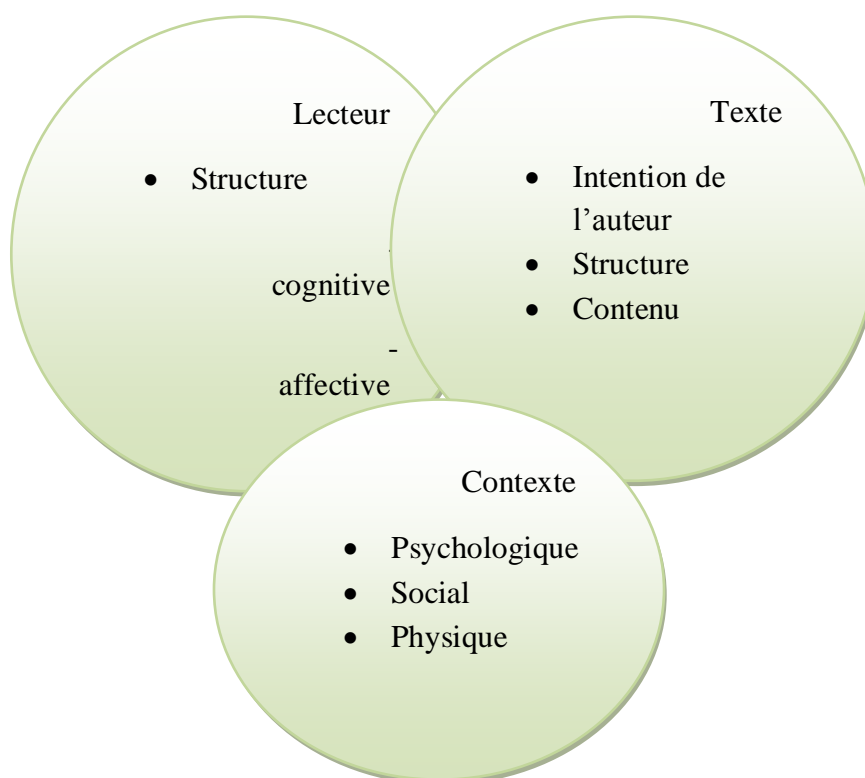 Lecteur
• Structure
-
cognitive
-
affective
Texte
• Intention de
l’auteur
• Structure
• Contenu
Contexte
• Psychologique
• Social
• Physique